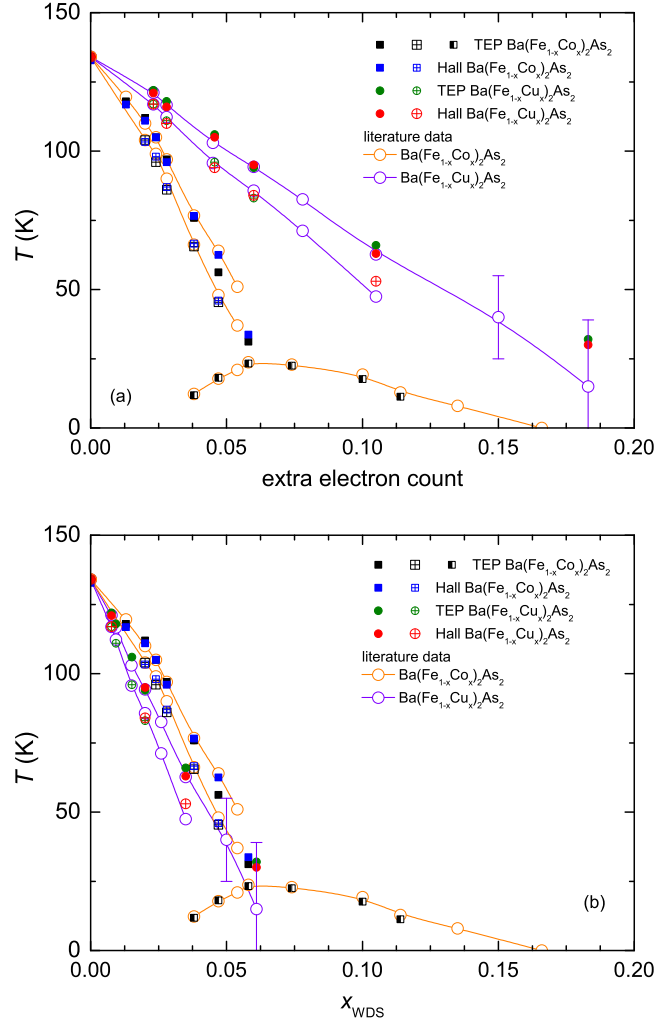 150
100
50
0
T (K)
TEP Ba(Fe₁₋ₓCoₓ)₂As₂
Hall Ba(Fe₁₋ₓCoₓ)₂As₂
TEP Ba(Fe₁₋ₓCuₓ)₂As₂
Hall Ba(Fe₁₋ₓCuₓ)₂As₂
literature data
Ba(Fe₁₋ₓCoₓ)₂As₂
Ba(Fe₁₋ₓCuₓ)₂As₂
(a)
0.00 0.05 0.10 0.15 0.20
extra electron count
150
100
50
0
T (K)
TEP Ba(Fe₁₋ₓCoₓ)₂As₂
Hall Ba(Fe₁₋ₓCoₓ)₂As₂
TEP Ba(Fe₁₋ₓCuₓ)₂As₂
Hall Ba(Fe₁₋ₓCuₓ)₂As₂
literature data
Ba(Fe₁₋ₓCoₓ)₂As₂
Ba(Fe₁₋ₓCuₓ)₂As₂
(b)
0.00 0.05 0.10 0.15 0.20
x_WDS